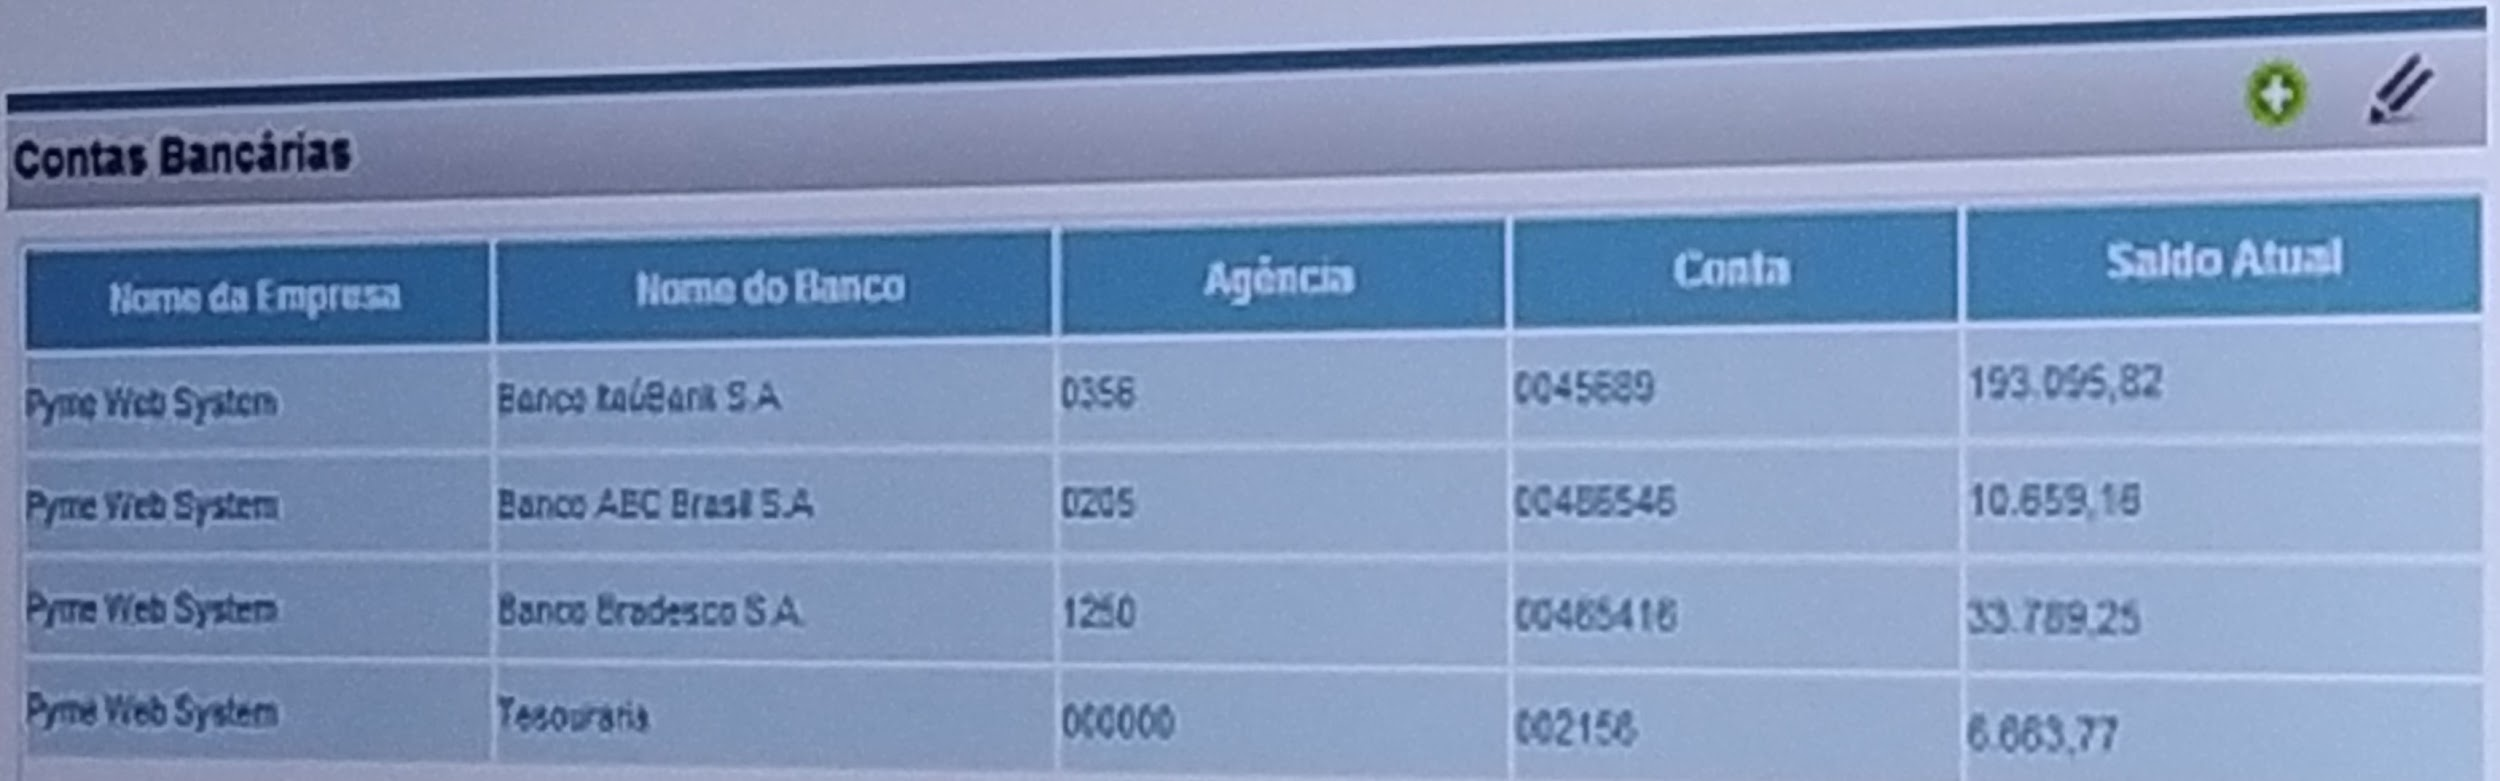 Contas Bancárias
Nome da Empresa Nome do Banco Agência Conta Saldo Atual
Pyme Web System Banco ItaúBank S.A 0356 0045689 193.095,82
Pyme Web System Banco ABC Brasil S.A 0205 10.659,16
Pyme Web System Banco Bradesco S.A. 1250 00465416 33.789,25
Pyme Web System Tesouraria 000000 002156 6.663,77